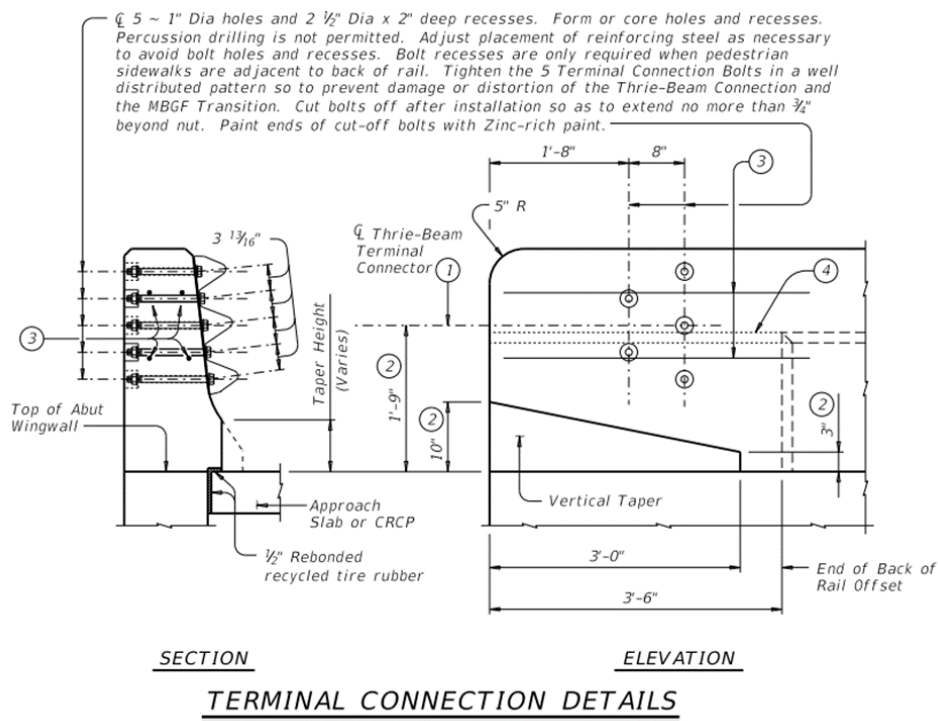 ℄ 5 ~ 1" Dia holes and 2 ½" Dia x 2" deep recesses. Form or core holes and recesses.
Percussion drilling is not permitted. Adjust placement of reinforcing steel as necessary
to avoid bolt holes and recesses. Bolt recesses are only required when pedestrian
sidewalks are adjacent to back of rail. Tighten the 5 Terminal Connection Bolts in a well
distributed pattern so to prevent damage or distortion of the Thrie-Beam Connection and
the MBGF Transition. Cut bolts off after installation so as to extend no more than ¾"
beyond nut. Paint ends of cut-off bolts with Zinc-rich paint.
1'-8"
8"
3
5" R
3 13/16"
℄ Thrie-Beam
Terminal
Connector
1
4
3
Taper Height
(Varies)
2
1'-9"
2
10"
2
3"
Top of Abut
Wingwall
Vertical Taper
Approach
Slab or CRCP
½" Rebonded
recycled tire rubber
3'-0"
End of Back of
Rail Offset
3'-6"
SECTION
ELEVATION
TERMINAL CONNECTION DETAILS